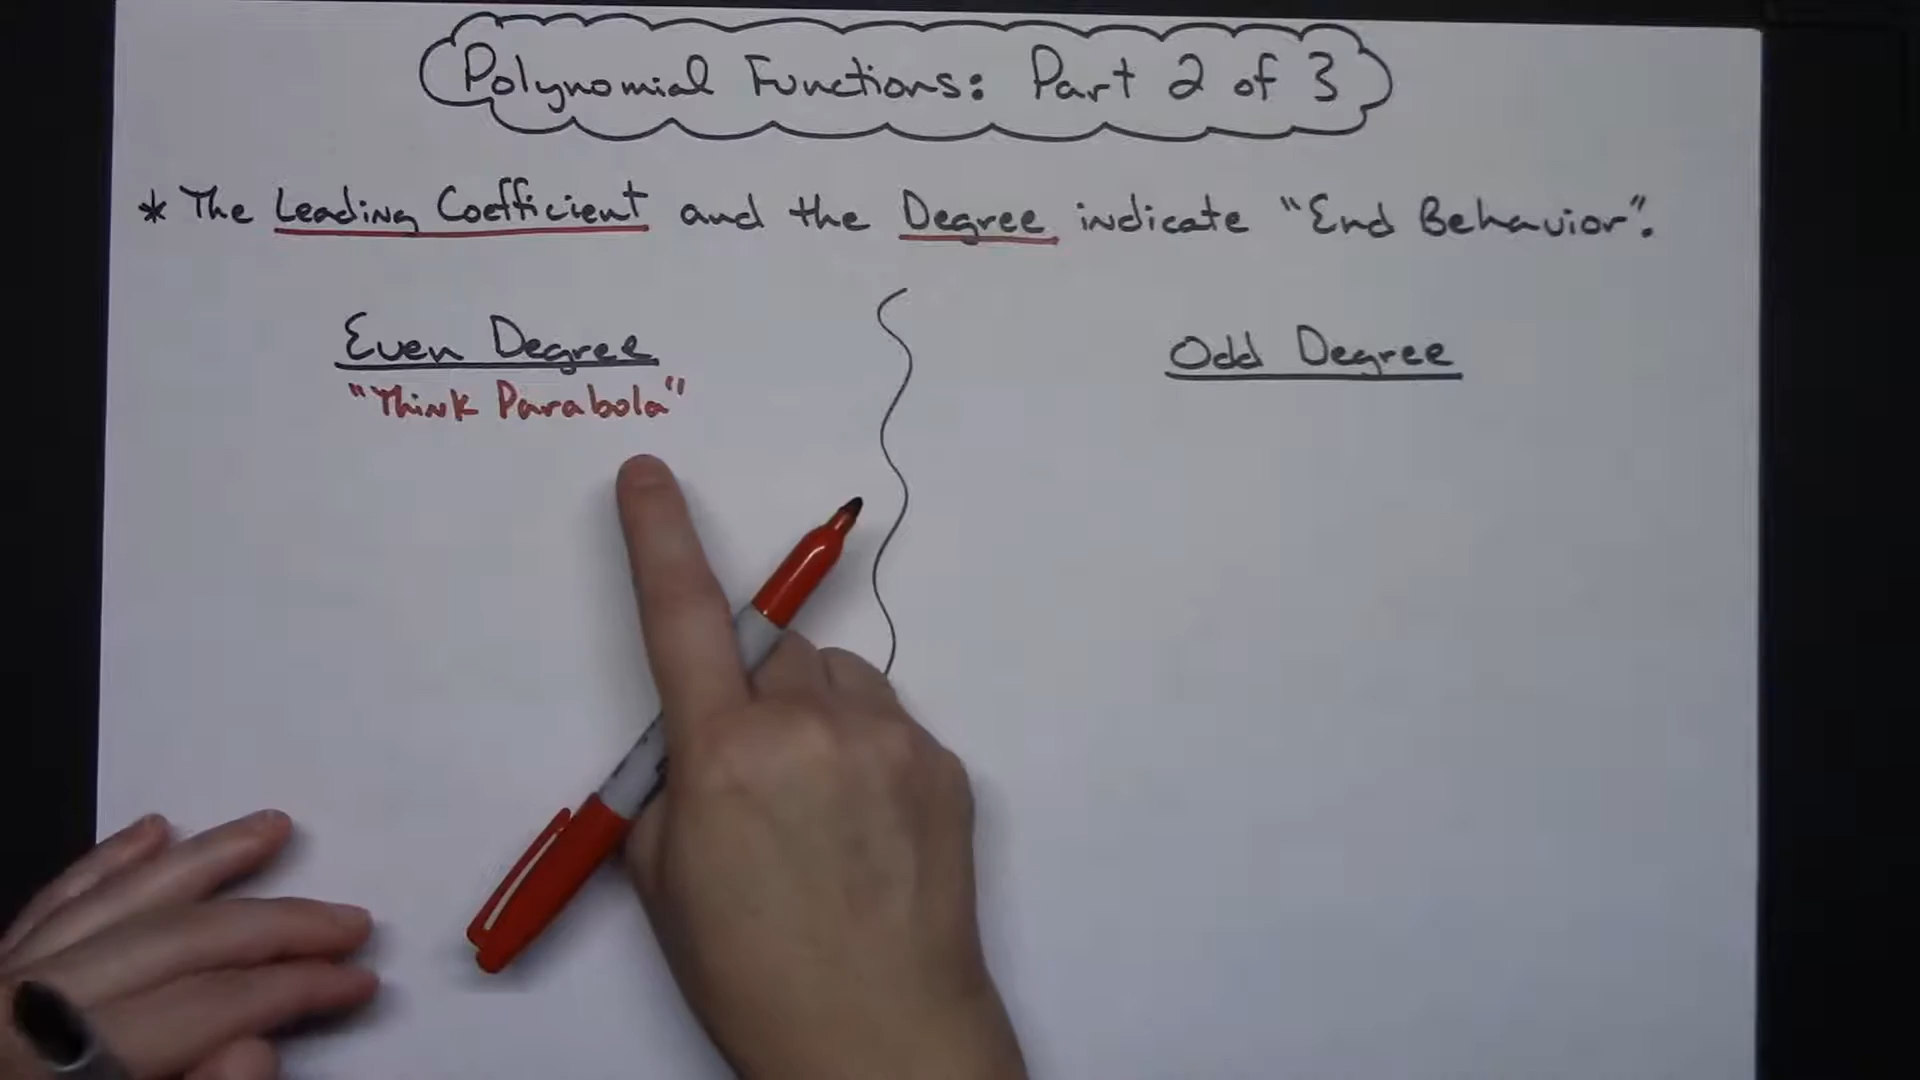 Polynomial Functions: Part 2 of 3
* The Leading Coefficient and the Degree indicate "End Behavior".
Even Degree
"Think Parabola"
Odd Degree